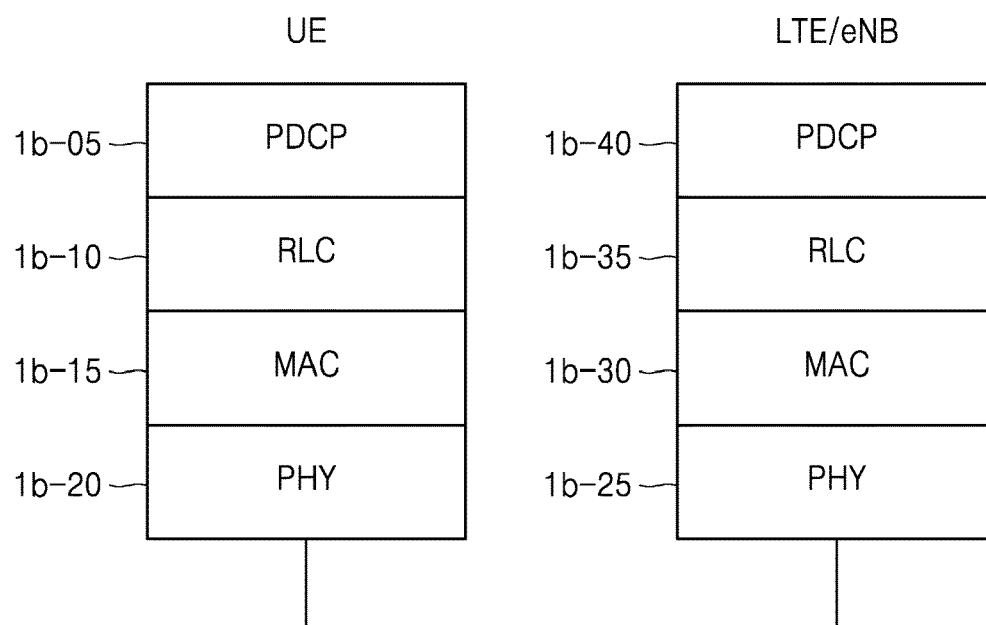 UE LTE/eNB
1b-05 PDCP 1b-40 PDCP
1b-10 RLC 1b-35 RLC
1b-15 MAC 1b-30 MAC
1b-20 PHY 1b-25 PHY